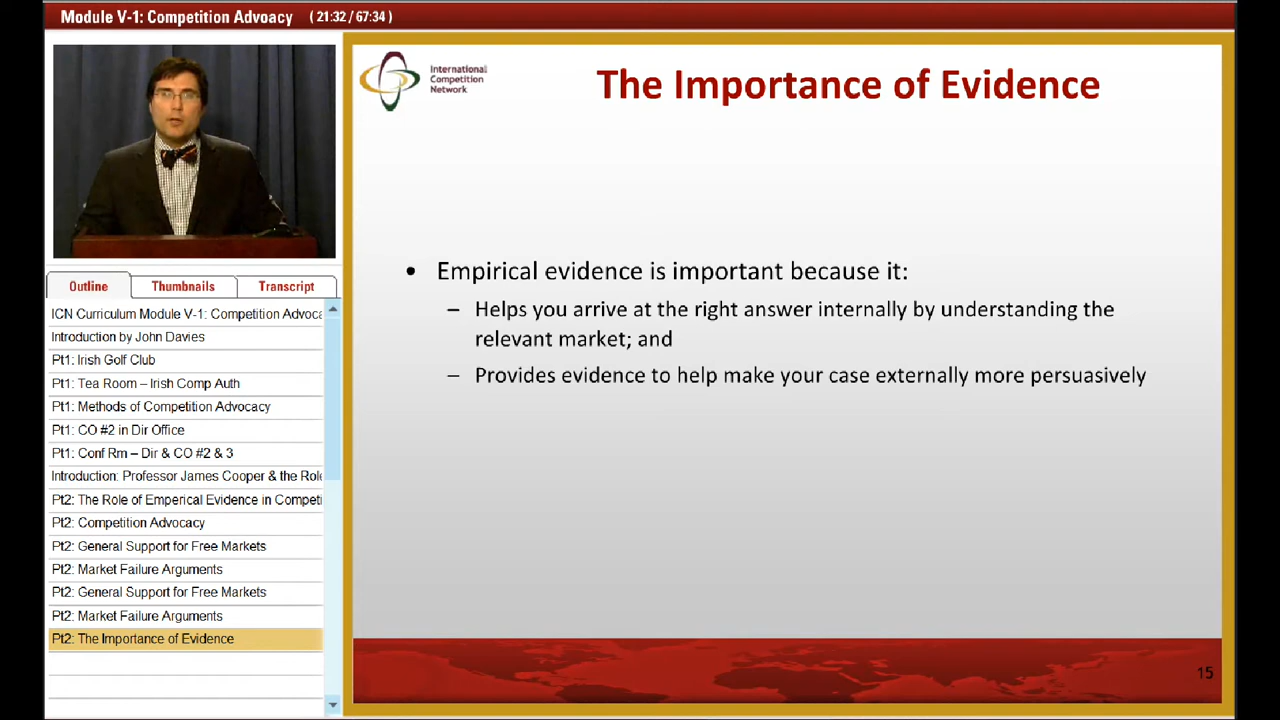 Module V-1: Competition Advoacy ( 21:32 / 67:34 )
International
Competition
Network
The Importance of Evidence
• Empirical evidence is important because it:
– Helps you arrive at the right answer internally by understanding the
relevant market; and
– Provides evidence to help make your case externally more persuasively
15
Outline
Thumbnails
Transcript
ICN Curriculum Module V-1: Competition Advoca
Introduction by John Davies
Pt1: Irish Golf Club
Pt1: Tea Room – Irish Comp Auth
Pt1: Methods of Competition Advocacy
Pt1: CO #2 in Dir Office
Pt1: Conf Rm – Dir & CO #2 & 3
Introduction: Professor James Cooper & the Role
Pt2: The Role of Emperical Evidence in Competi
Pt2: Competition Advocacy
Pt2: General Support for Free Markets
Pt2: Market Failure Arguments
Pt2: General Support for Free Markets
Pt2: Market Failure Arguments
Pt2: The Importance of Evidence